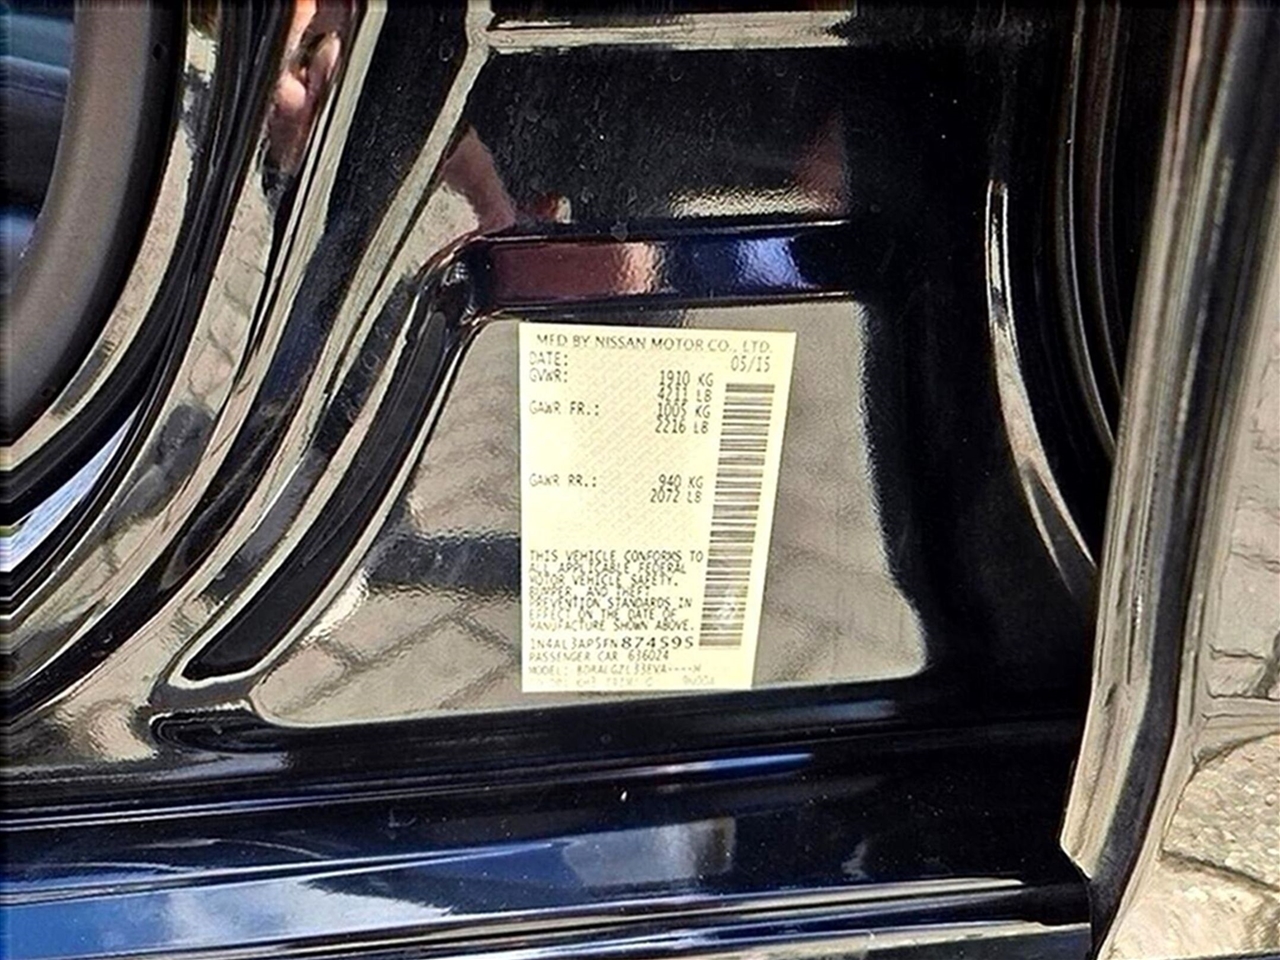 MFD BY NISSAN MOTOR CO., LTD.
DATE: 05/15
GVWR: 1910 KG
4211 LB
GAWR FR.: 1005 KG
2216 LB
GAWR RR.: 940 KG
2072 LB
THIS VEHICLE CONFORMS TO
ALL APPLICABLE FEDERAL
MOTOR VEHICLE SAFETY,
BUMPER, AND THEFT
PREVENTION STANDARDS IN
EFFECT ON THE DATE OF
MANUFACTURE SHOWN ABOVE.
1N4AL3AP5FN874595
PASSENGER CAR 636024
MODEL: